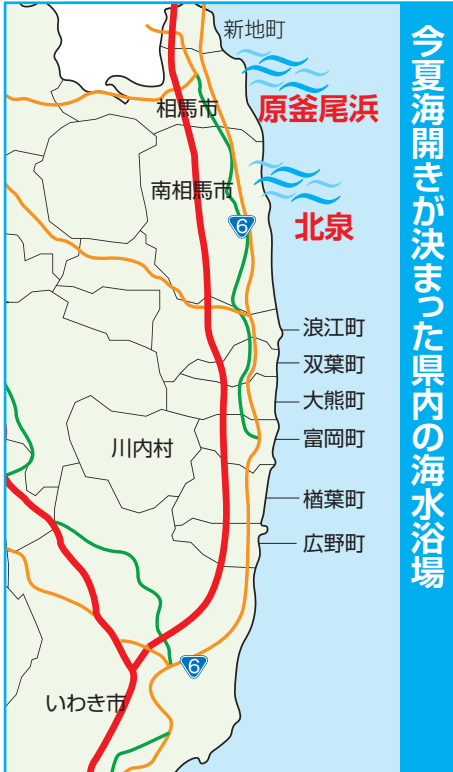 今夏海開きが決まった県内の海水浴場
新地町
相馬市
原釜尾浜
南相馬市
6
北泉
浪江町
双葉町
大熊町
富岡町
川内村
楢葉町
広野町
6
いわき市